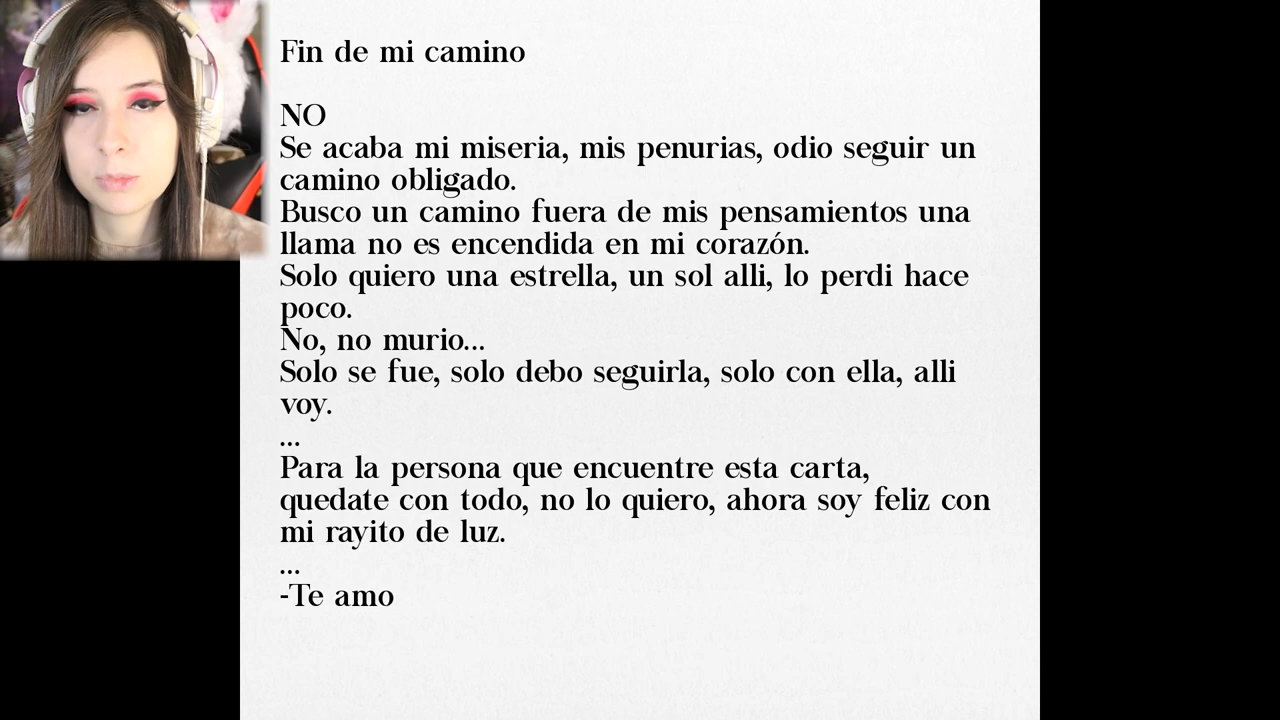 Fin de mi camino
NO
Se acaba mi miseria, mis penurias, odio seguir un
camino obligado.
Busco un camino fuera de mis pensamientos una
llama no es encendida en mi corazón.
Solo quiero una estrella, un sol alli, lo perdi hace
poco.
No, no murio...
Solo se fue, solo debo seguirla, solo con ella, alli
voy.
...
Para la persona que encuentre esta carta,
quedate con todo, no lo quiero, ahora soy feliz con
mi rayito de luz.
...
-Te amo